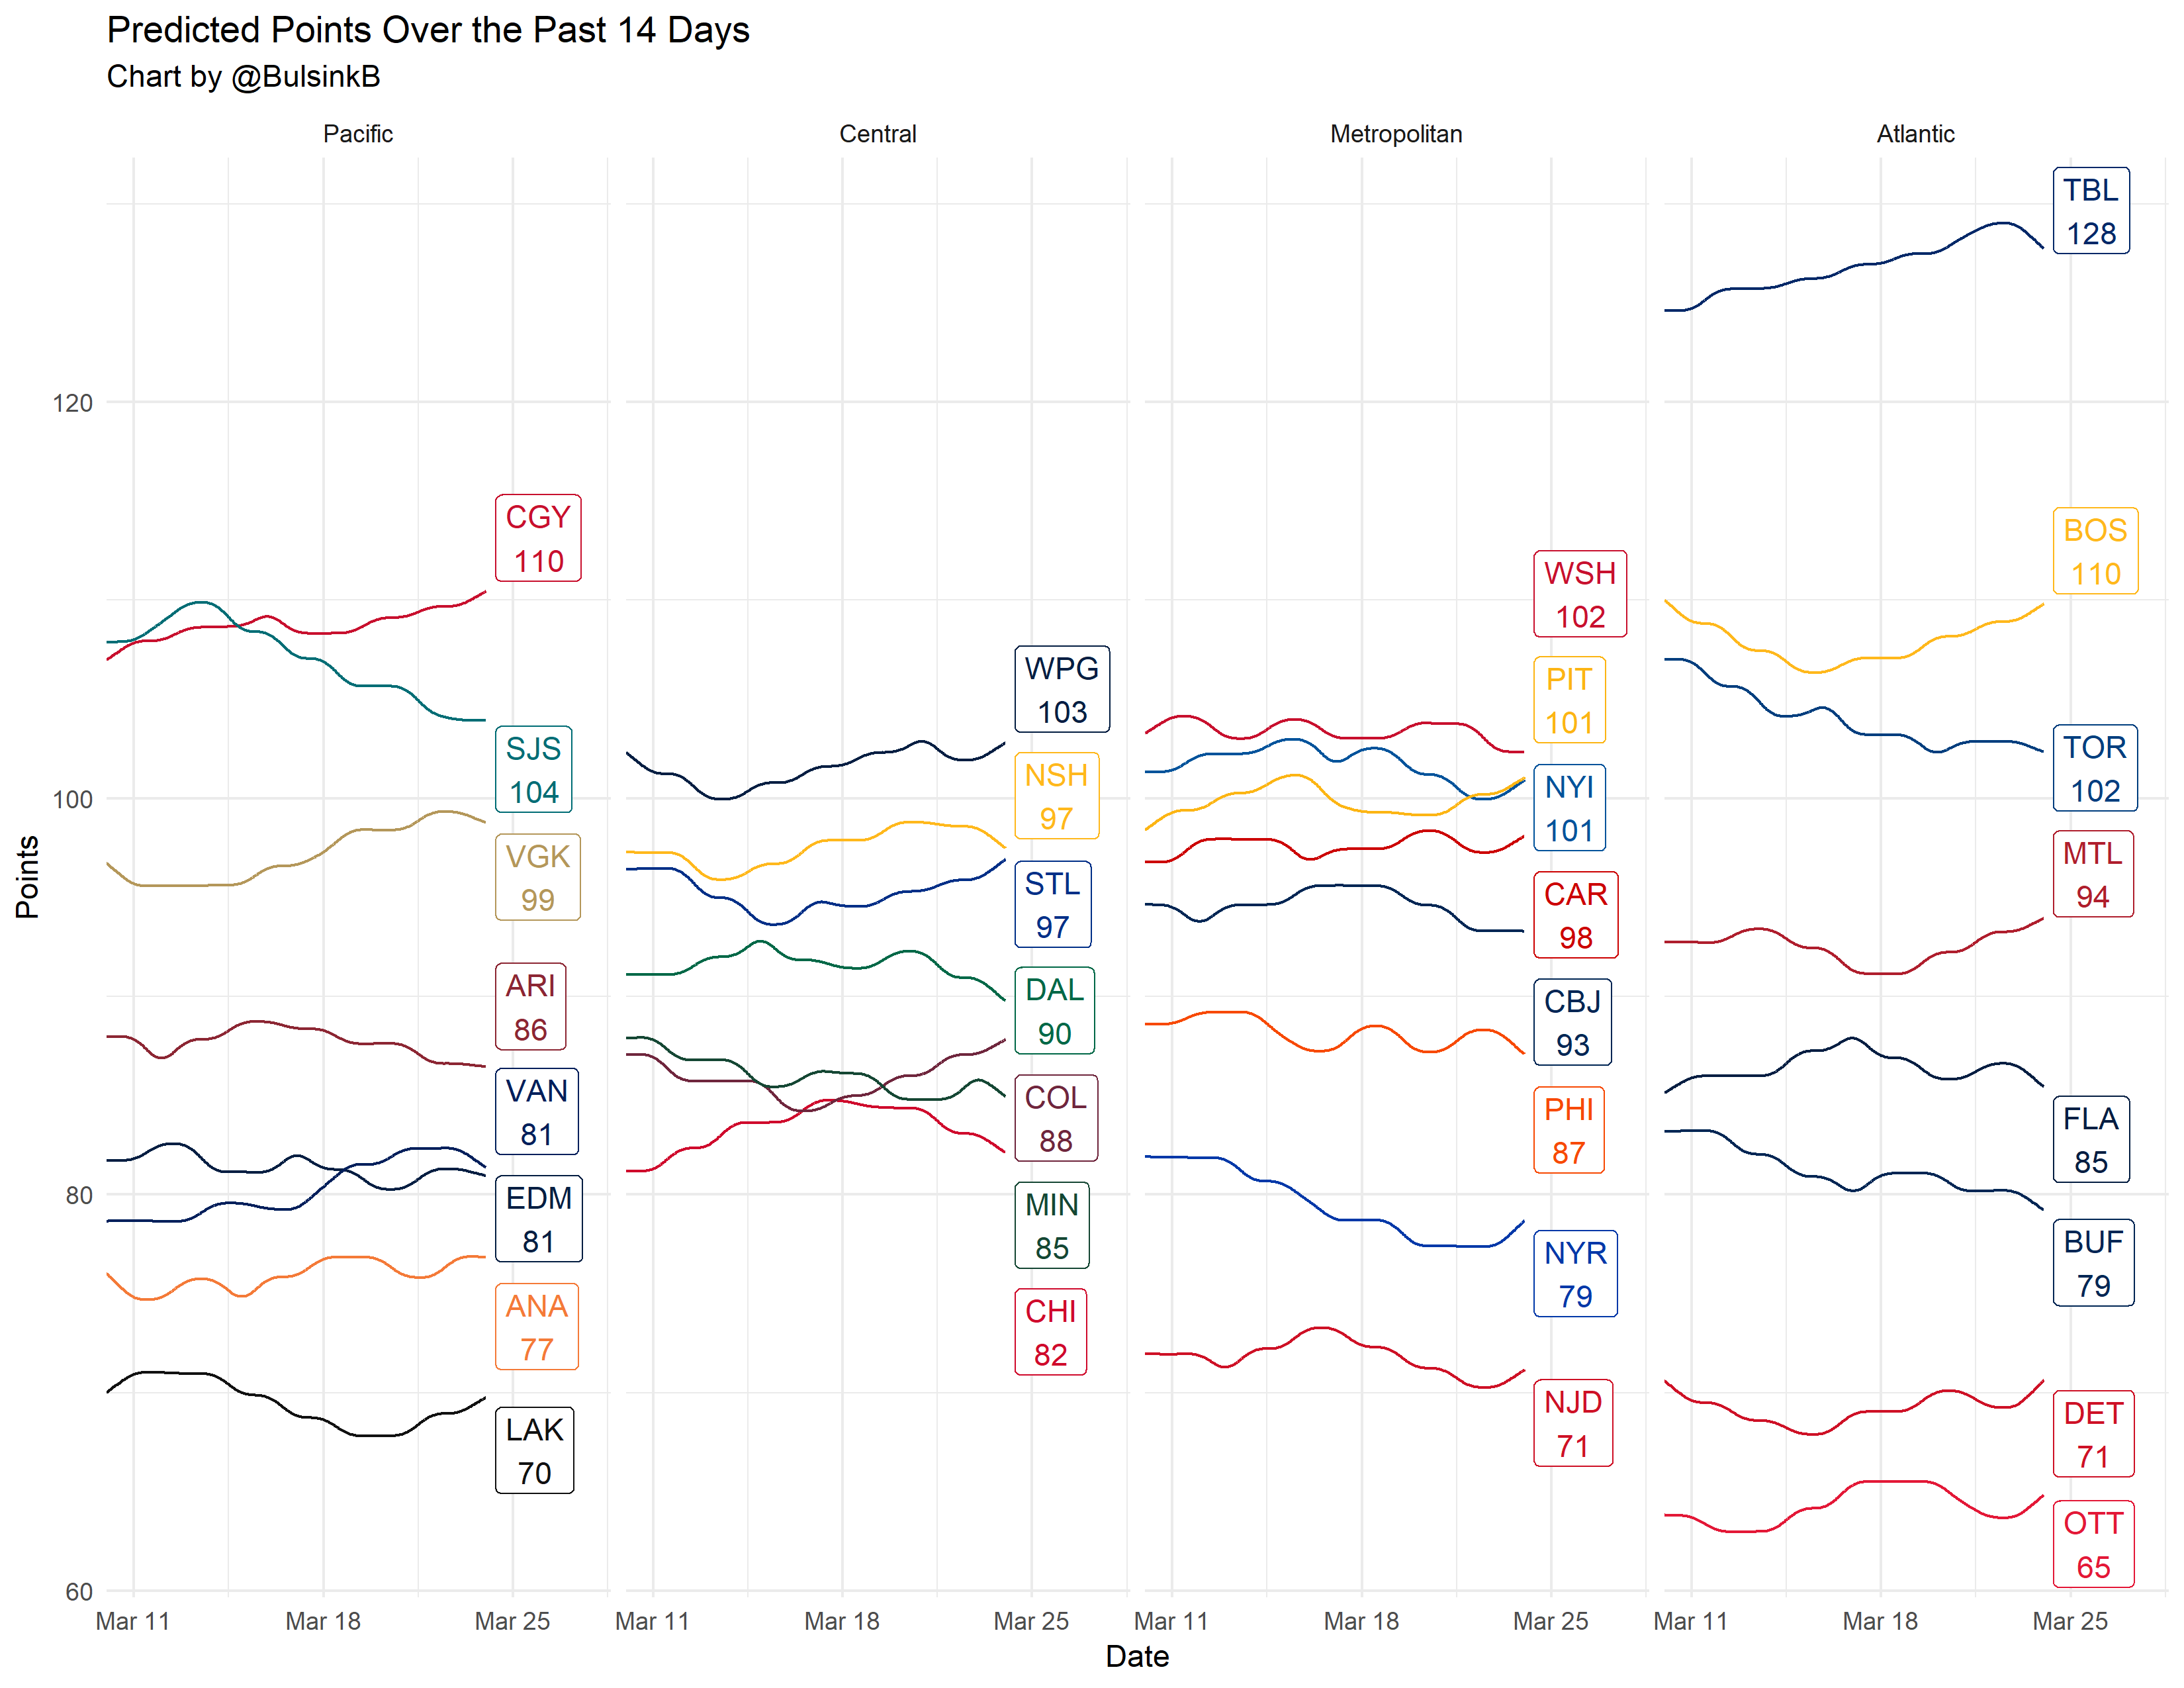 Predicted Points Over the Past 14 Days
Chart by @BulsinkB
Pacific
Central
Metropolitan
Atlantic
Points
120
100
80
60
CGY
110
SJS
104
VGK
99
ARI
86
VAN
81
EDM
81
ANA
77
LAK
70
WPG
103
NSH
97
STL
97
DAL
90
COL
88
MIN
85
CHI
82
WSH
102
PIT
101
NYI
101
CAR
98
CBJ
93
PHI
87
NYR
79
NJD
71
TBL
128
BOS
110
TOR
102
MTL
94
FLA
85
BUF
79
DET
71
OTT
65
Mar 11 Mar 18 Mar 25 Mar 11 Mar 18 Mar 25 Mar 11 Mar 18 Mar 25 Mar 11 Mar 18 Mar 25
Date